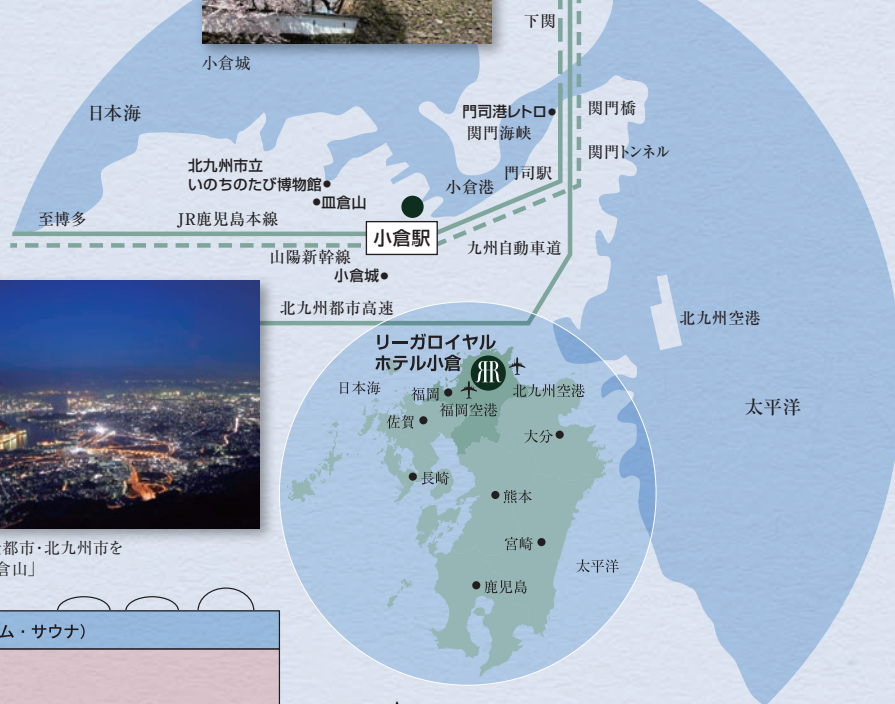 下関
小倉城
日本海
門司港レトロ
関門橋
関門海峡
関門トンネル
北九州市立
いのちのたび博物館
門司駅
小倉港
皿倉山
至博多
JR鹿児島本線
小倉駅
九州自動車道
山陽新幹線
小倉城
北九州都市高速
北九州空港
リーガロイヤル
ホテル小倉
RR
日本海
福岡
北九州空港
福岡空港
太平洋
佐賀
大分
長崎
熊本
宮崎
都市・北九州市を
倉山」
太平洋
鹿児島
ム・サウナ）